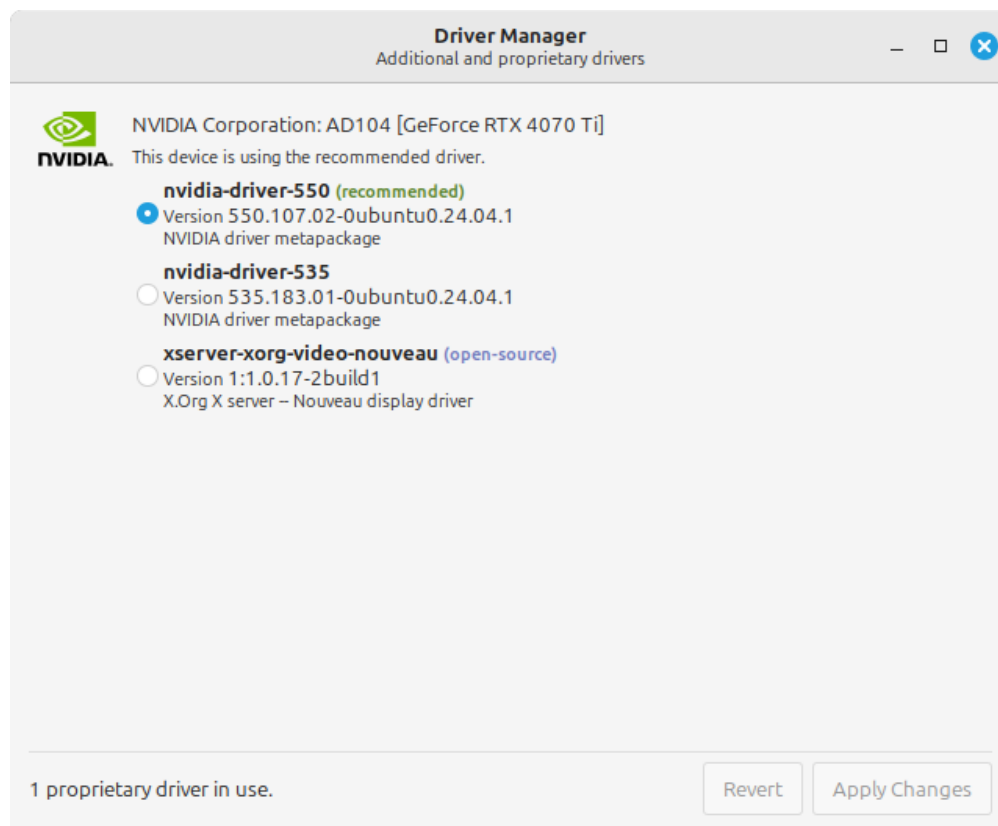 Driver Manager
Additional and proprietary drivers
NVIDIA Corporation: AD104 [GeForce RTX 4070 Ti]
nVIDIA.
This device is using the recommended driver.
nvidia-driver-550 (recommended)
Version 550.107.02-0ubuntu0.24.04.1
NVIDIA driver metapackage
nvidia-driver-535
Version 535.183.01-0ubuntu0.24.04.1
NVIDIA driver metapackage
xserver-xorg-video-nouveau (open-source)
Version 1:1.0.17-2build1
X.Org X server -- Nouveau display driver
1 proprietary driver in use.
Revert
Apply Changes